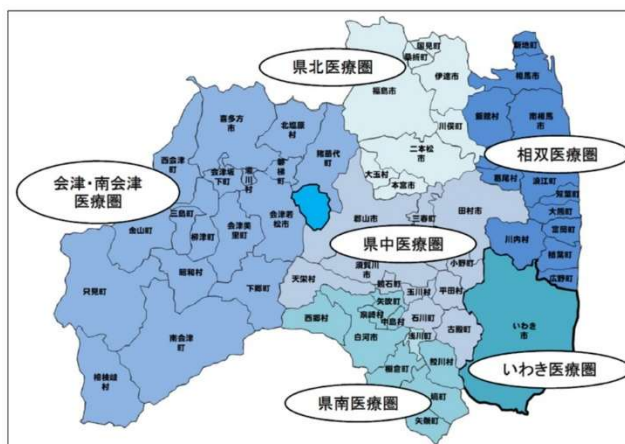 県北医療圏
国見町
桑折町
伊達市
福島市
川俣町
新地町
相馬市
飯舘村
南相馬市
相双医療圏
葛尾村
浪江町
双葉町
大熊町
富岡町
川内村
楢葉町
広野町
喜多方
市
北塩原
村
猪苗代
町
二本松
市
大玉村
本宮市
西会津町
会津坂
下町
湯川村
磐梯
町
会津・南会津
医療圏
三島町
金山町
柳津町
会津美
里町
会津若
松市
郡山市
三春町
田村市
県中医療圏
昭和村
只見町
下郷町
天栄村
須賀川
市
鏡石町
玉川村
平田村
小野町
南会津
町
檜枝岐
村
西郷村
矢吹町
泉崎村
中島村
白河市
石川町
浅川町
古殿町
棚倉町
鮫川村
塙町
矢祭町
県南医療圏
いわき
市
いわき医療圏